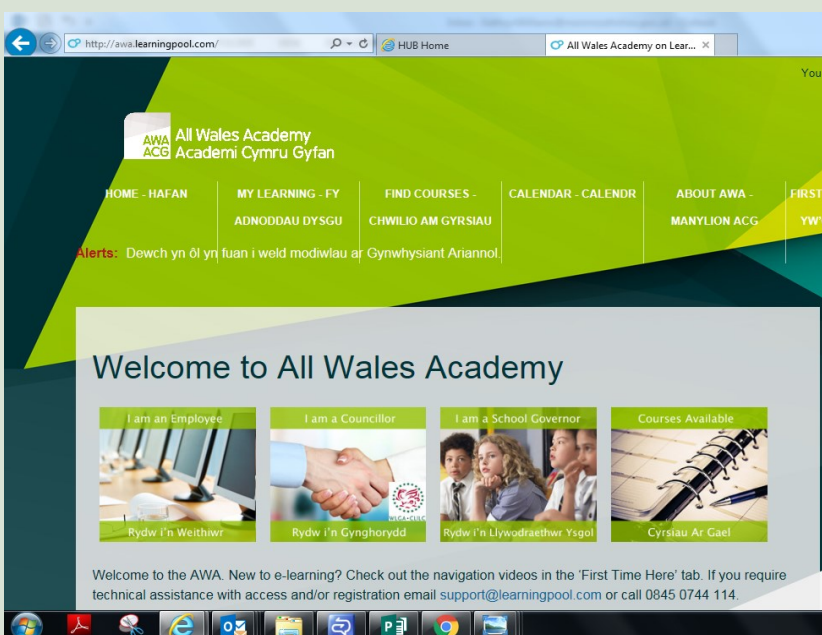 http://awa.learningpool.com/
HUB Home
All Wales Academy on Lear...
You
AWA All Wales Academy
ACG Academi Cymru Gyfan
HOME - HAFAN
MY LEARNING - FY ADNODDAU DYSGU
FIND COURSES - CHWILIO AM GYRSIAU
CALENDAR - CALENDR
ABOUT AWA - MANYLION ACG
FIRST
YW'
Alerts: Dewch yn ôl yn fuan i weld modiwlau ar Gynwhysiant Ariannol.
Welcome to All Wales Academy
I am an Employee
Rydw i'n Weithiwr
I am a Councillor
WLGA•CLILC
Rydw i'n Gynghorydd
I am a School Governor
Rydw i'n Llywodraethwr Ysgol
Courses Available
Cyrsiau Ar Gael
Welcome to the AWA. New to e-learning? Check out the navigation videos in the 'First Time Here' tab. If you require
technical assistance with access and/or registration email support@learningpool.com or call 0845 0744 114.